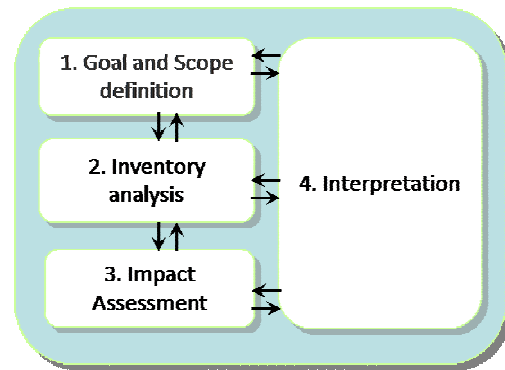 1. Goal and Scope
definition
2. Inventory
analysis
3. Impact
Assessment
4. Interpretation